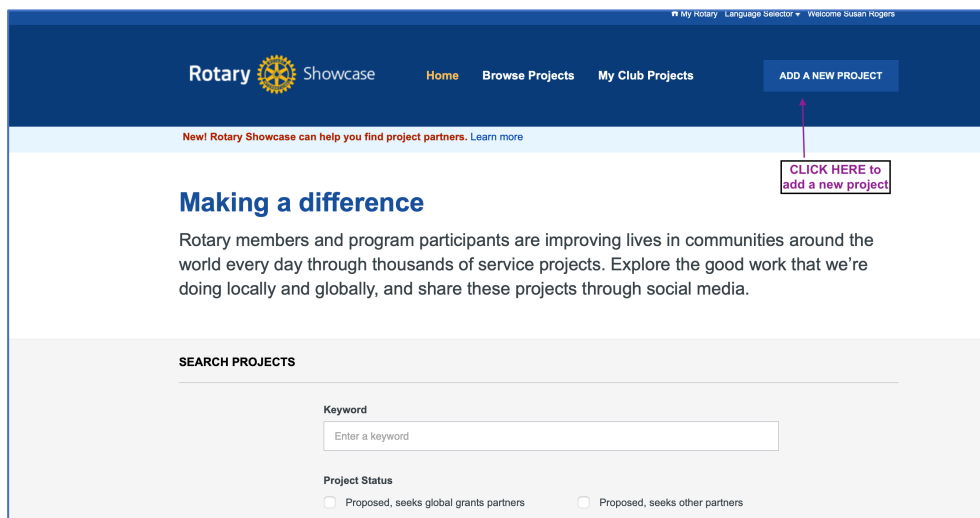 My Rotary Language Selector Welcome Susan Rogers
Rotary Showcase Home Browse Projects My Club Projects ADD A NEW PROJECT
New! Rotary Showcase can help you find project partners. Learn more
CLICK HERE to
add a new project
Making a difference
Rotary members and program participants are improving lives in communities around the
world every day through thousands of service projects. Explore the good work that we're
doing locally and globally, and share these projects through social media.
SEARCH PROJECTS
Keyword
Enter a keyword
Project Status
Proposed, seeks global grants partners Proposed, seeks other partners